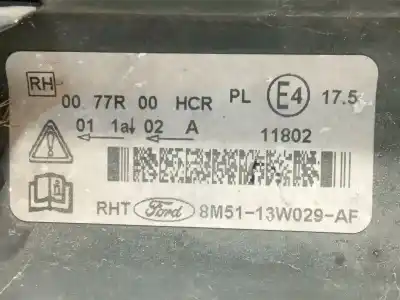 RH
00 77R 00 HCR PL E4 17.5
01 1a 02 A 11802
RHT Ford 8M51-13W029-AF